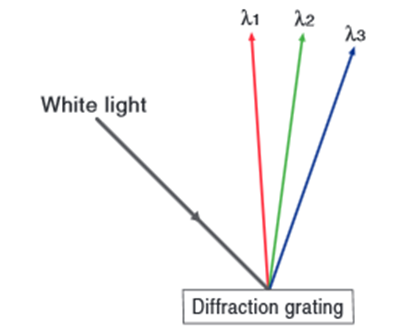 λ1
λ2
λ3
White light
Diffraction grating